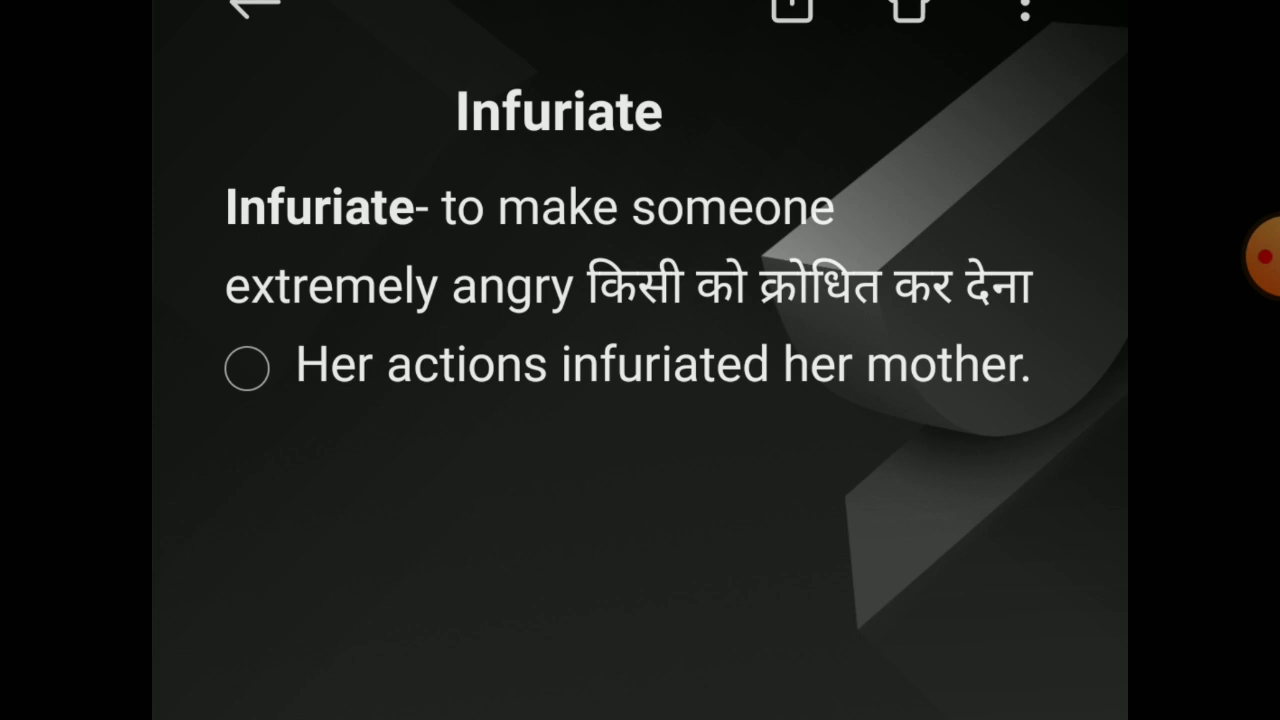 Infuriate
Infuriate- to make someone
extremely angry किसी को क्रोधित कर देना
Her actions infuriated her mother.